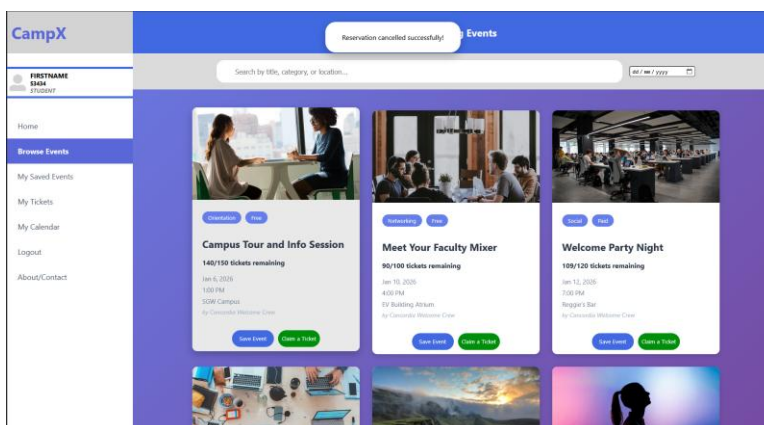 CampX
Reservation cancelled successfully!
Events
FIRSTNAME
53434
STUDENT
Search by title, category, or location...
dd / mm / yyyy
Home
Browse Events
My Saved Events
My Tickets
My Calendar
Logout
About/Contact
Orientation Free
Campus Tour and Info Session
140/150 tickets remaining
Jan 6, 2026
1:00 PM
SGW Campus
by Concordia Welcome Crew
Save Event Claim a Ticket
Networking Free
Meet Your Faculty Mixer
90/100 tickets remaining
Jan 10, 2026
4:00 PM
EV Building Atrium
by Concordia Welcome Crew
Save Event Claim a Ticket
Social Paid
Welcome Party Night
109/120 tickets remaining
Jan 12, 2026
7:00 PM
Reggie's Bar
by Concordia Welcome Crew
Save Event Claim a Ticket